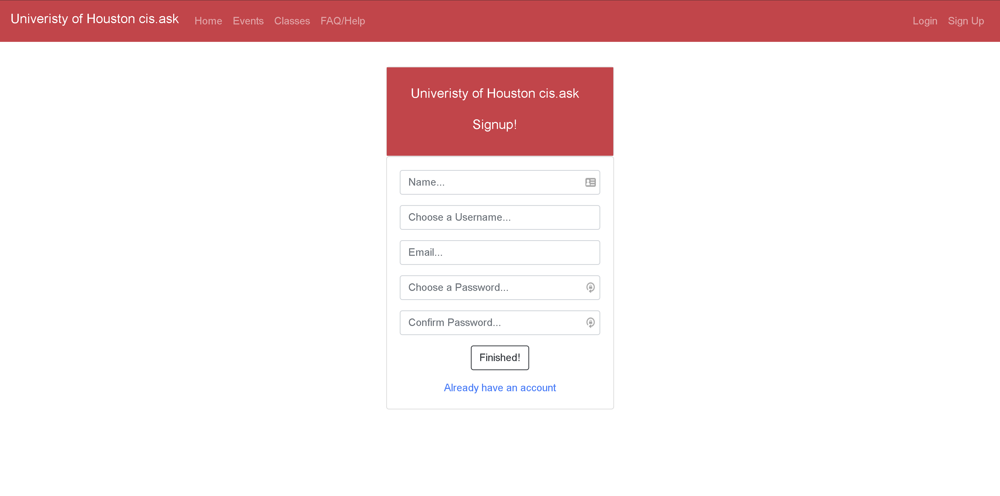 Univeristy of Houston cis.ask Home Events Classes FAQ/Help Login Sign Up
Univeristy of Houston cis.ask
Signup!
Name...
Choose a Username...
Email...
Choose a Password...
Confirm Password...
Finished!
Already have an account